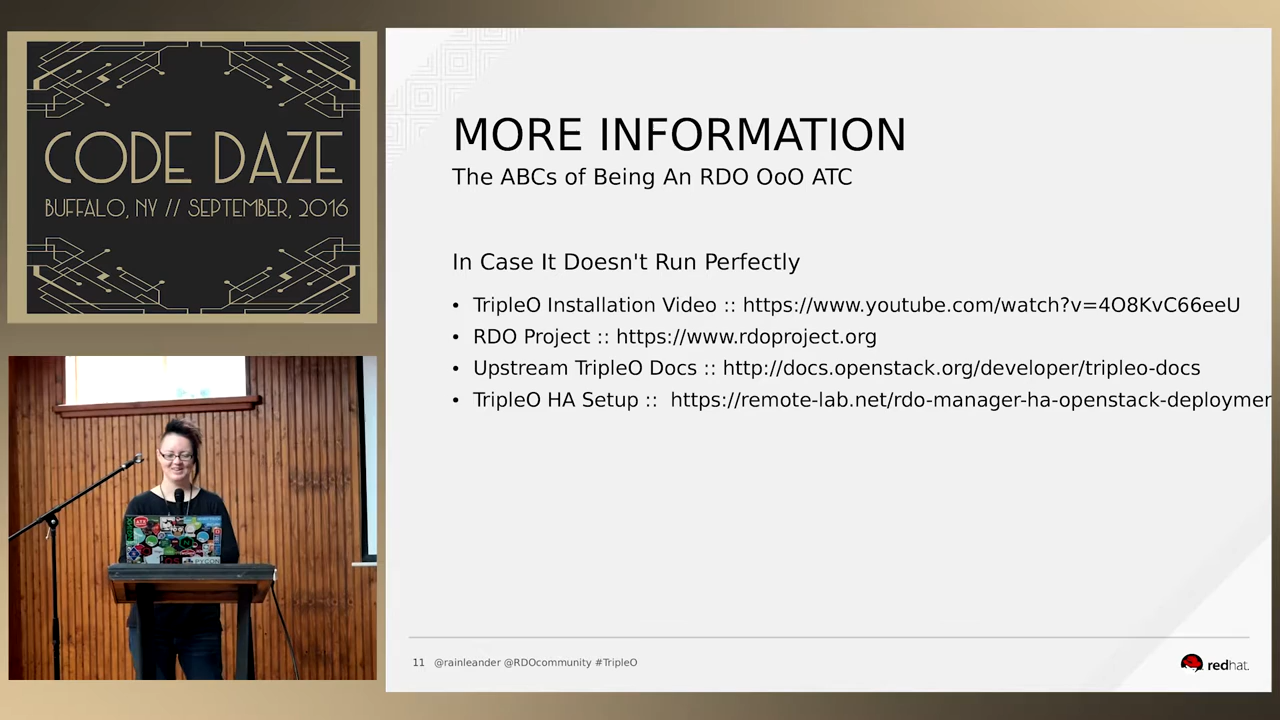 CODE DAZE
BUFFALO, NY // SEPTEMBER, 2016
MORE INFORMATION
The ABCs of Being An RDO OoO ATC
In Case It Doesn't Run Perfectly
• TripleO Installation Video :: https://www.youtube.com/watch?v=4O8KvC66eeU
• RDO Project :: https://www.rdoproject.org
• Upstream TripleO Docs :: http://docs.openstack.org/developer/tripleo-docs
• TripleO HA Setup :: https://remote-lab.net/rdo-manager-ha-openstack-deploymen
11 @rainleander @RDOcommunity #TripleO
redhat.